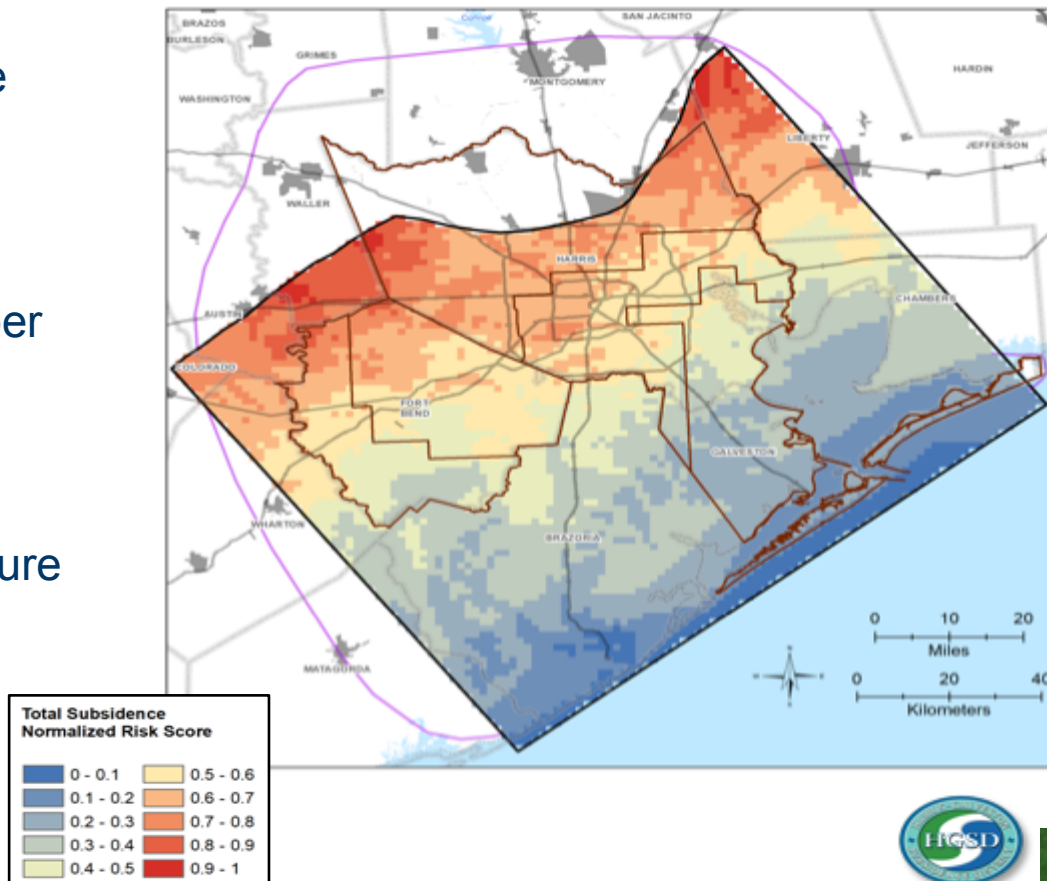 e
er
ure
BRAZOS
BURLESON
GRIMES
Conroe
SAN JACINTO
HARDIN
MONTGOMERY
WASHINGTON
LIBERTY
JEFFERSON
WALLER
HARRIS
CHAMBERS
AUSTIN
COLORADO
FORT
BEND
GALVESTON
WHARTON
BRAZORIA
MATAGORDA
N
W E
S
0 10 20
Miles
0 20 40
Kilometers
Total Subsidence
Normalized Risk Score
0 - 0.1 0.5 - 0.6
0.1 - 0.2 0.6 - 0.7
0.2 - 0.3 0.7 - 0.8
0.3 - 0.4 0.8 - 0.9
0.4 - 0.5 0.9 - 1
HGSD